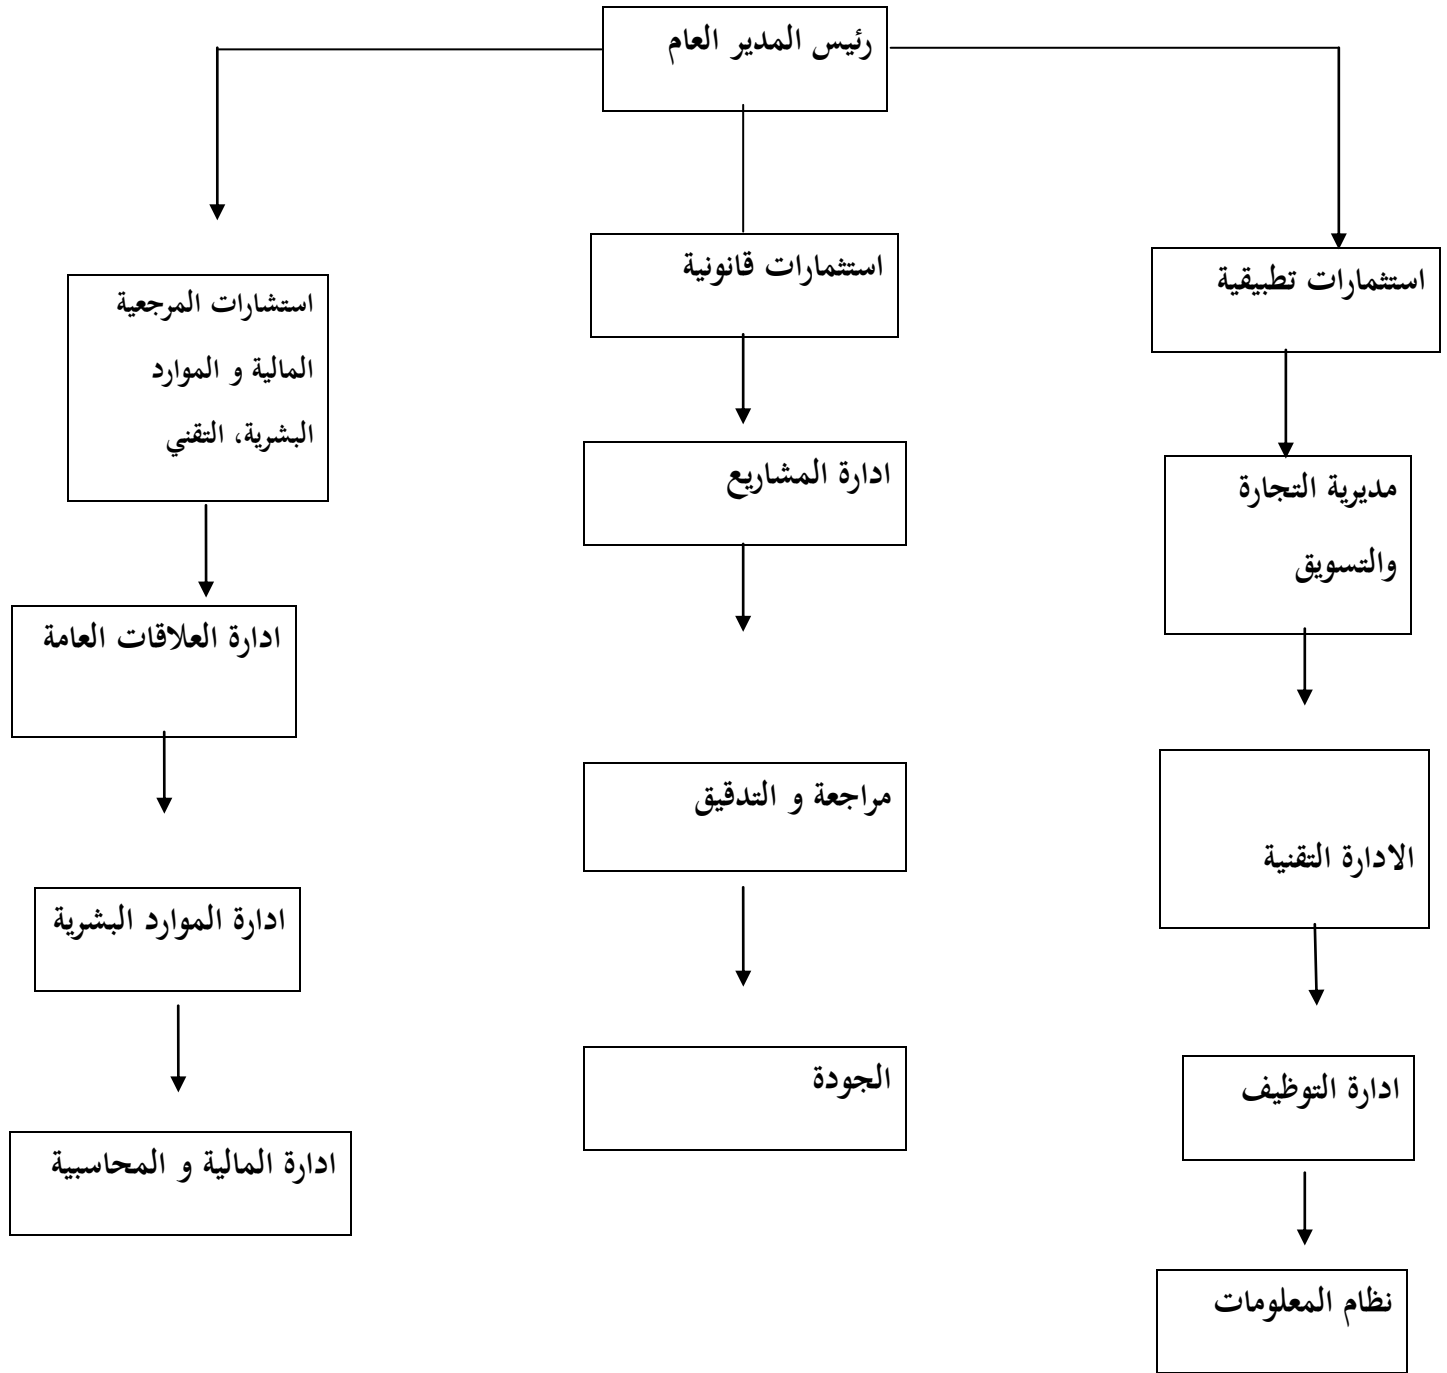 رئيس المدير العام
استثمارات تطبيقية
استثمارات قانونية
استشارات المرجعية
المالية و الموارد
البشرية، التقني
مديرية التجارة
والتسويق
ادارة المشاريع
ادارة العلاقات العامة
الادارة التقنية
مراجعة و التدقيق
ادارة الموارد البشرية
ادارة التوظيف
الجودة
ادارة المالية و المحاسبية
نظام المعلومات